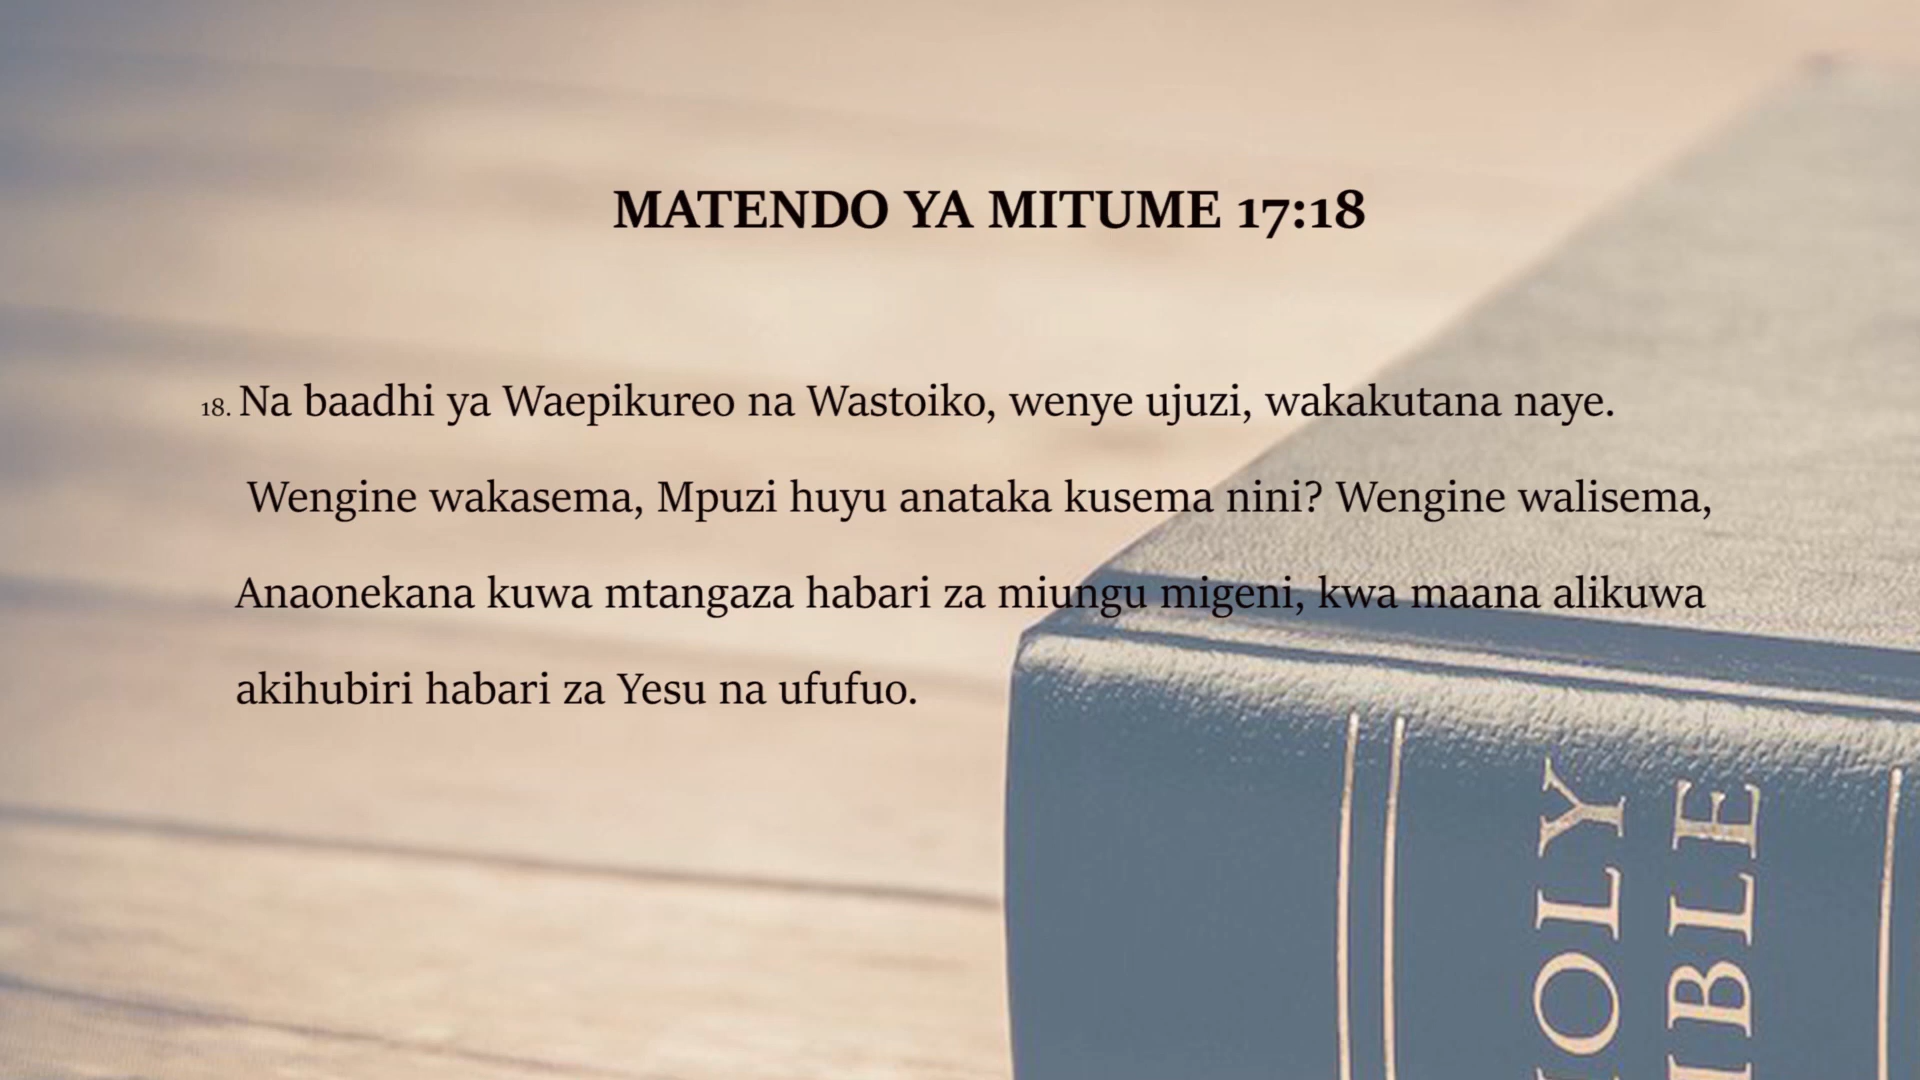 MATENDO YA MITUME 17:18
18. Na baadhi ya Waepikureo na Wastoiko, wenye ujuzi, wakakutana naye.
Wengine wakasema, Mpuzi huyu anataka kusema nini? Wengine walisema,
Anaonekana kuwa mtangaza habari za miungu migeni, kwa maana alikuwa
akihubiri habari za Yesu na ufufuo.
HOLY
BIBLE